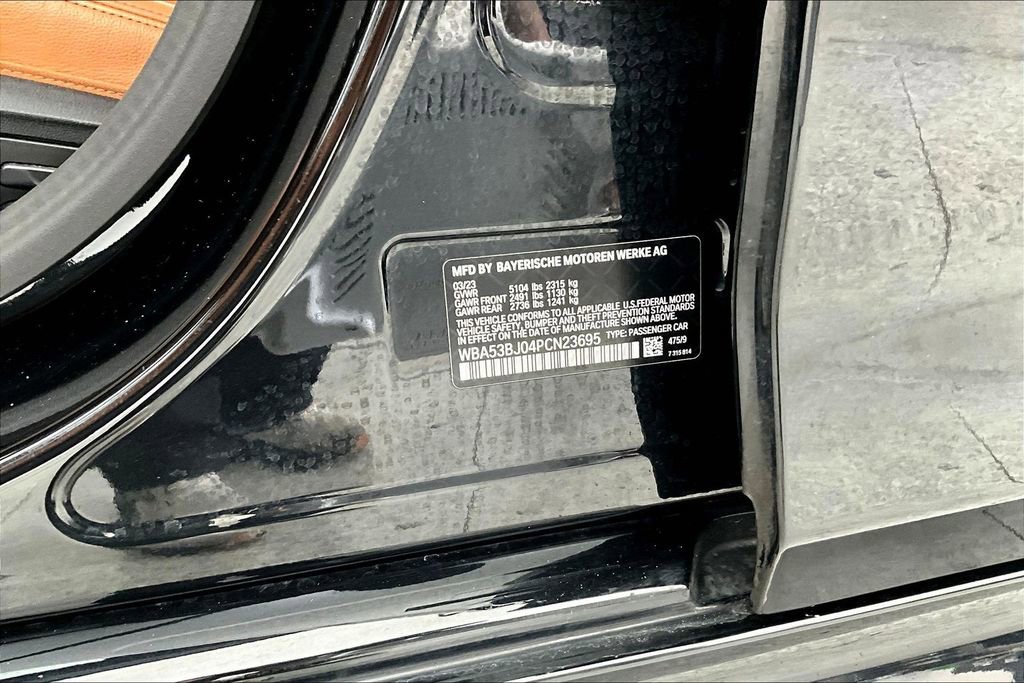 MFD BY BAYERISCHE MOTOREN WERKE AG
03/23
GVWR 5104 lbs 2315 kg
GAWR FRONT 2491 lbs 1130 kg
GAWR REAR 2736 lbs 1241 kg
THIS VEHICLE CONFORMS TO ALL APPLICABLE U.S.FEDERAL MOTOR
VEHICLE SAFETY, BUMPER AND THEFT PREVENTION STANDARDS
IN EFFECT ON THE DATE OF MANUFACTURE SHOWN ABOVE.
WBA53BJ04PCN23695 TYPE: PASSENGER CAR
475/9
7 315 814